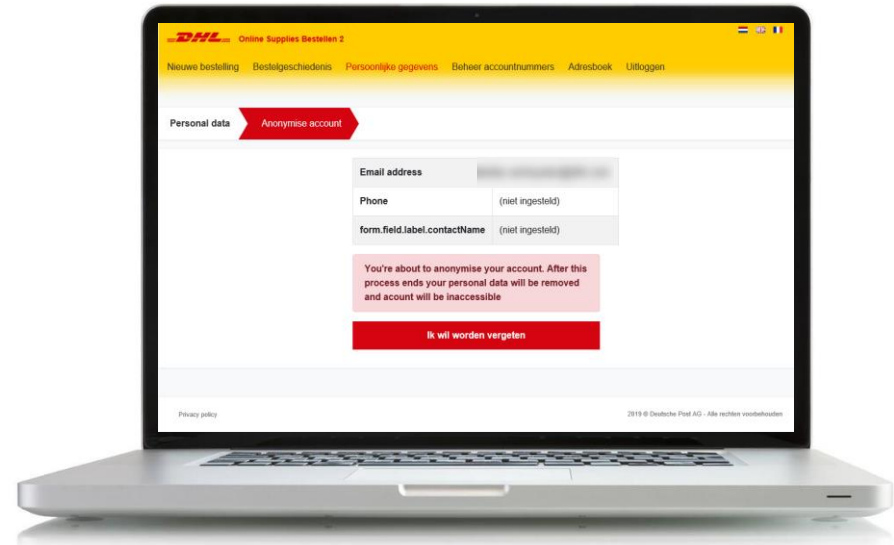 DHL Online Supplies Bestellen 2
Nieuwe bestelling Bestelgeschiedenis Persoonlijke gegevens Beheer accountnummers Adresboek Uitloggen
Personal data Anonymise account
Email address
Phone (niet ingesteld)
form.field.label.contactName (niet ingesteld)
You're about to anonymise your account. After this
process ends your personal data will be removed
and acount will be inaccessible
Ik wil worden vergeten
Privacy policy 2019 © Deutsche Post AG - Alle rechten voorbehouden